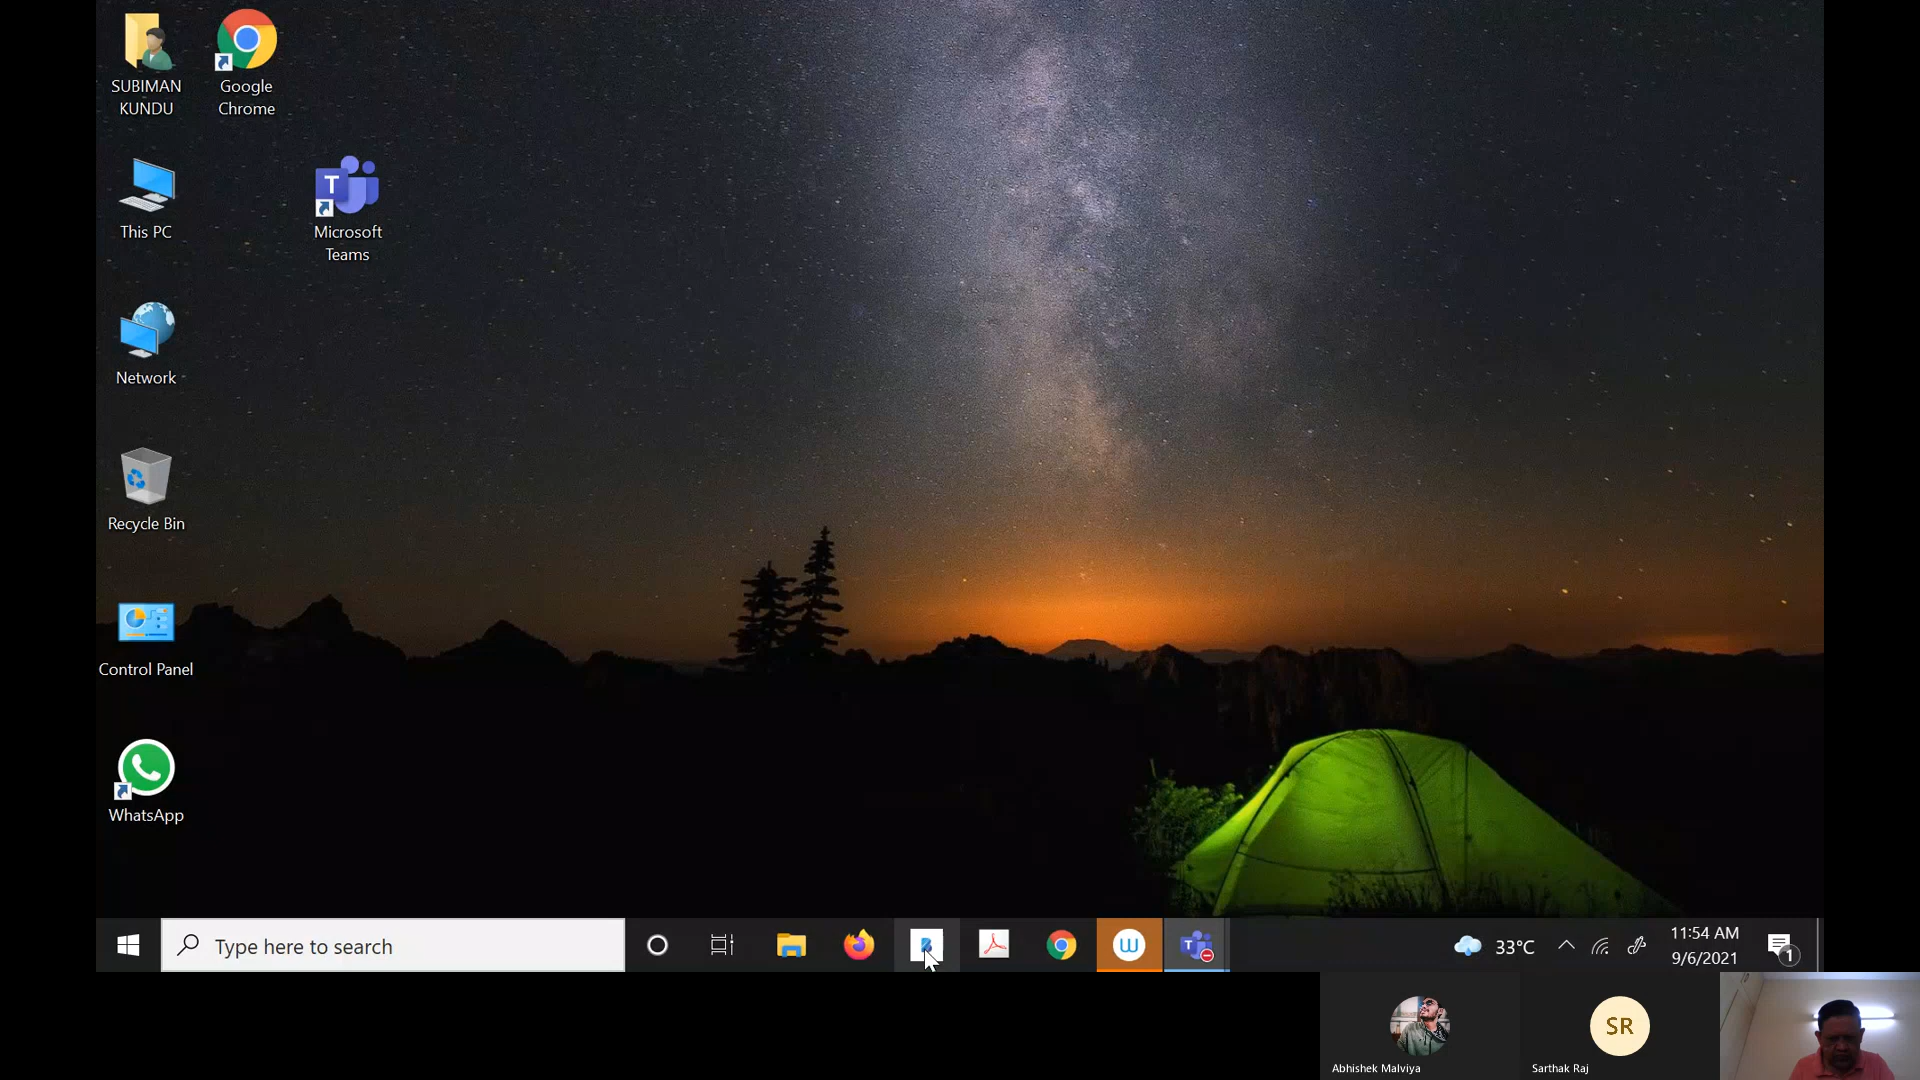 SUBIMAN
KUNDU
Google
Chrome
This PC
T
Microsoft
Teams
Network
Recycle Bin
Control Panel
WhatsApp
Type here to search
W
T
33°C
11:54 AM
9/6/2021
1
SR
Abhishek Malviya
Sarthak Raj